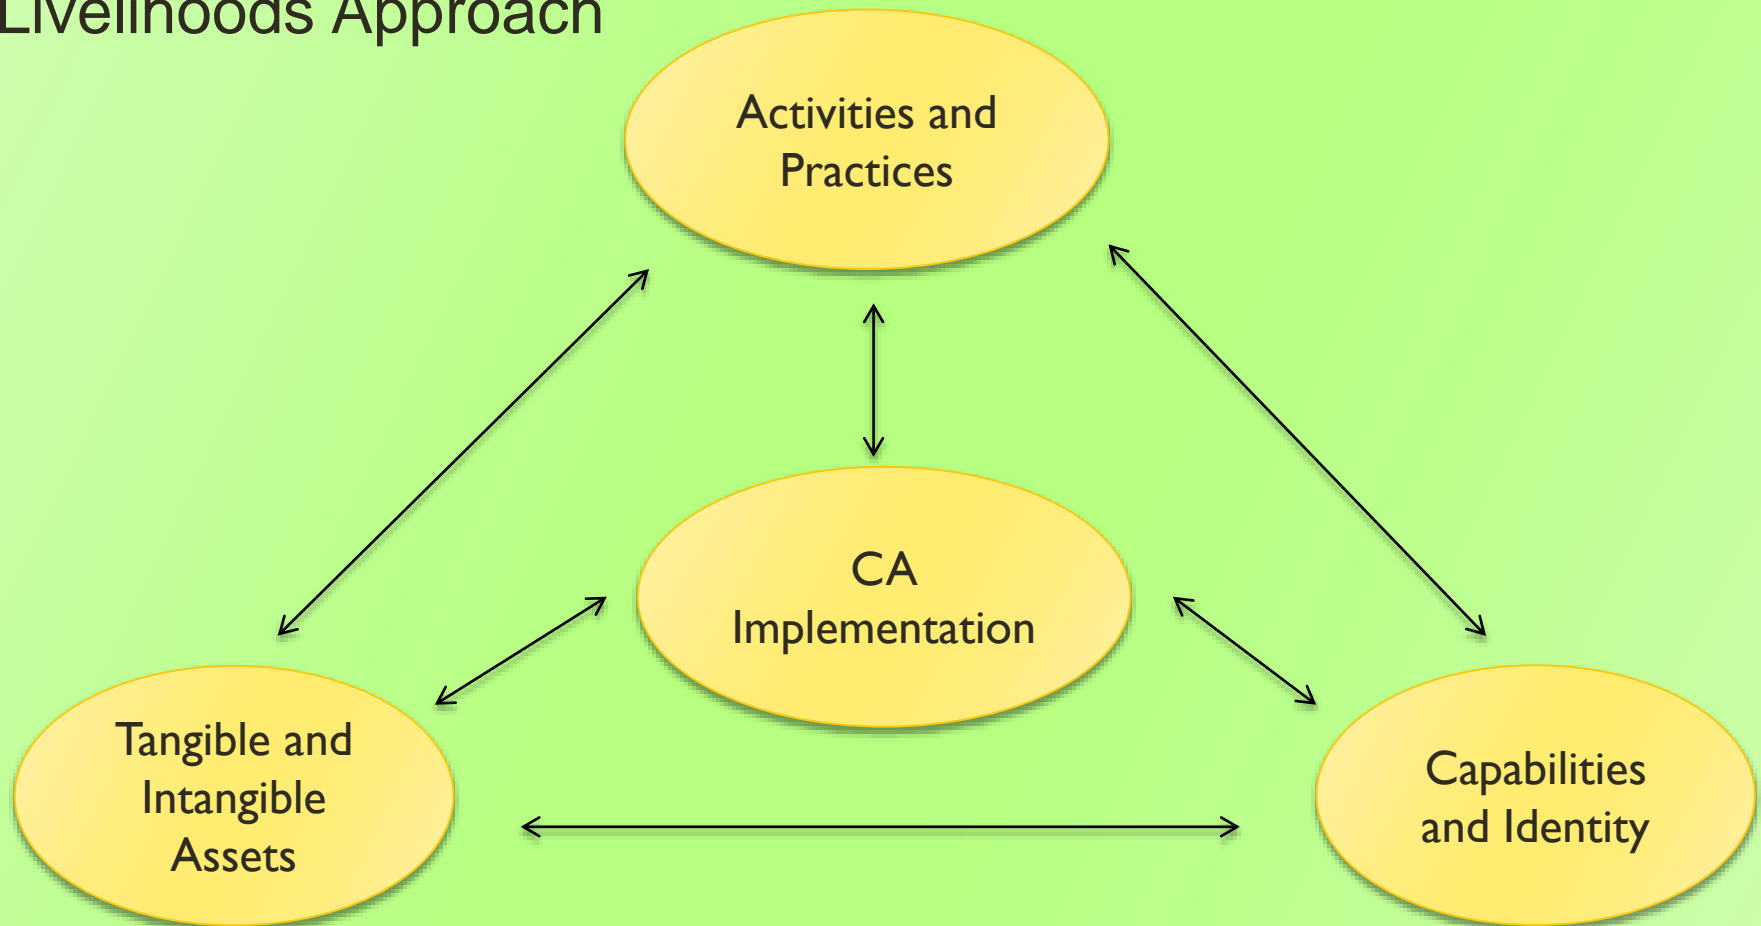 Livelihoods Approach
Activities and
Practices
CA
Implementation
Tangible and
Intangible
Assets
Capabilities
and Identity